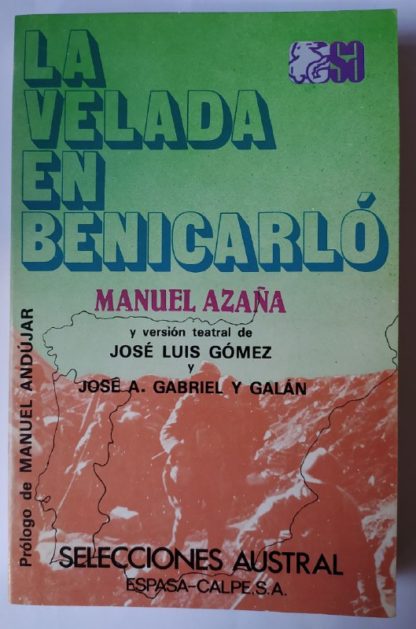 LA
VELADA
EN
BENICARLÓ
sa
MANUEL AZAÑA
y versión teatral de
JOSÉ LUIS GÓMEZ
y
JOSÉ A. GABRIEL Y GALÁN
Prólogo de MANUEL ANDÚJAR
SELECCIONES AUSTRAL
ESPASA-CALPE, S.A.